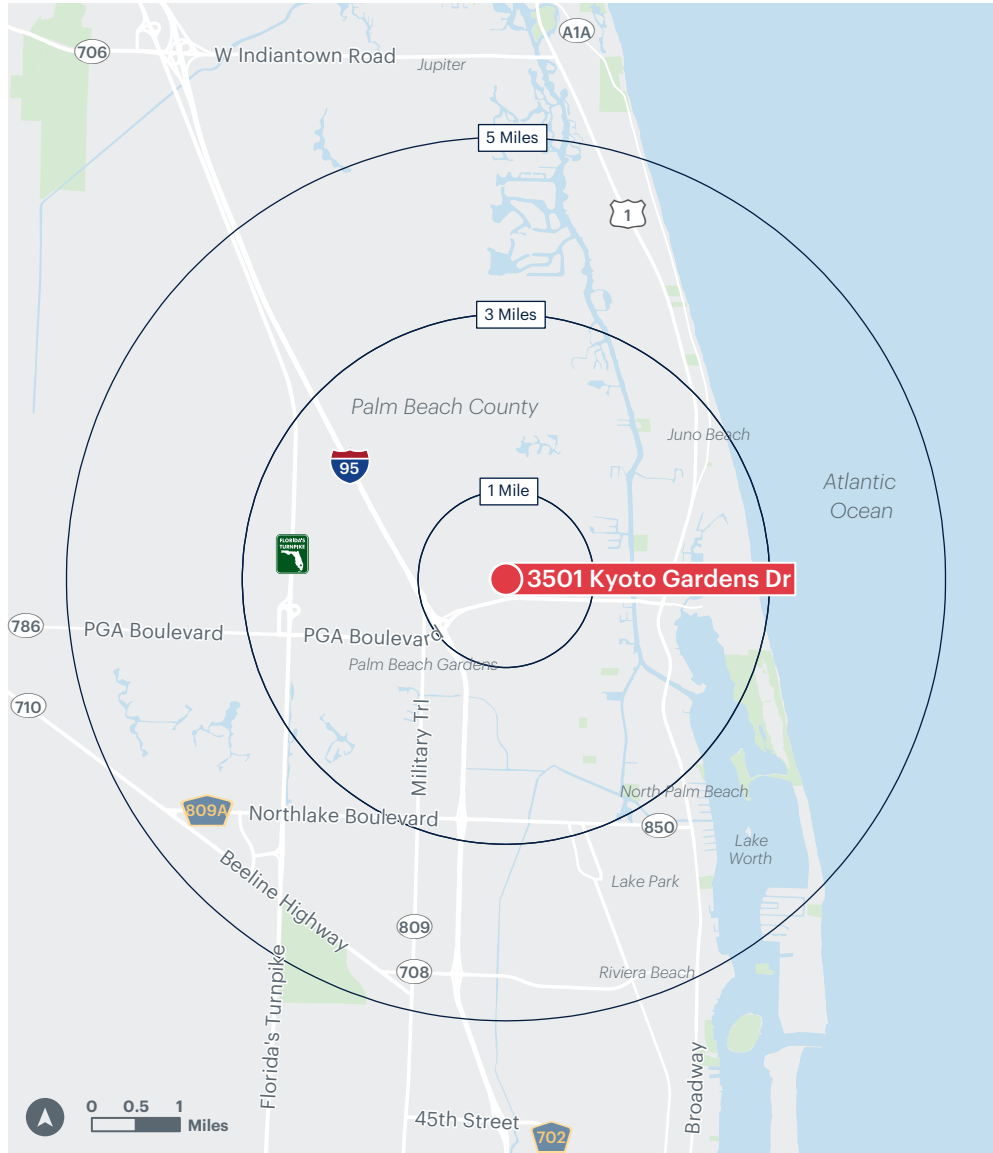 A1A
706
W Indiantown Road
Jupiter
5 Miles
1
3 Miles
Palm Beach County
Juno Beach
95
Atlantic
Ocean
1 Mile
FLORIDA'S
TURNPIKE
3501 Kyoto Gardens Dr
786
PGA Boulevard
PGA Boulevard
Palm Beach Gardens
710
Military Trl
North Palm Beach
809A
Northlake Boulevard
850
Lake
Worth
Beeline Highway
Lake Park
809
708
Riviera Beach
Florida's Turnpike
Broadway
0 0.5 1
Miles
45th Street
702